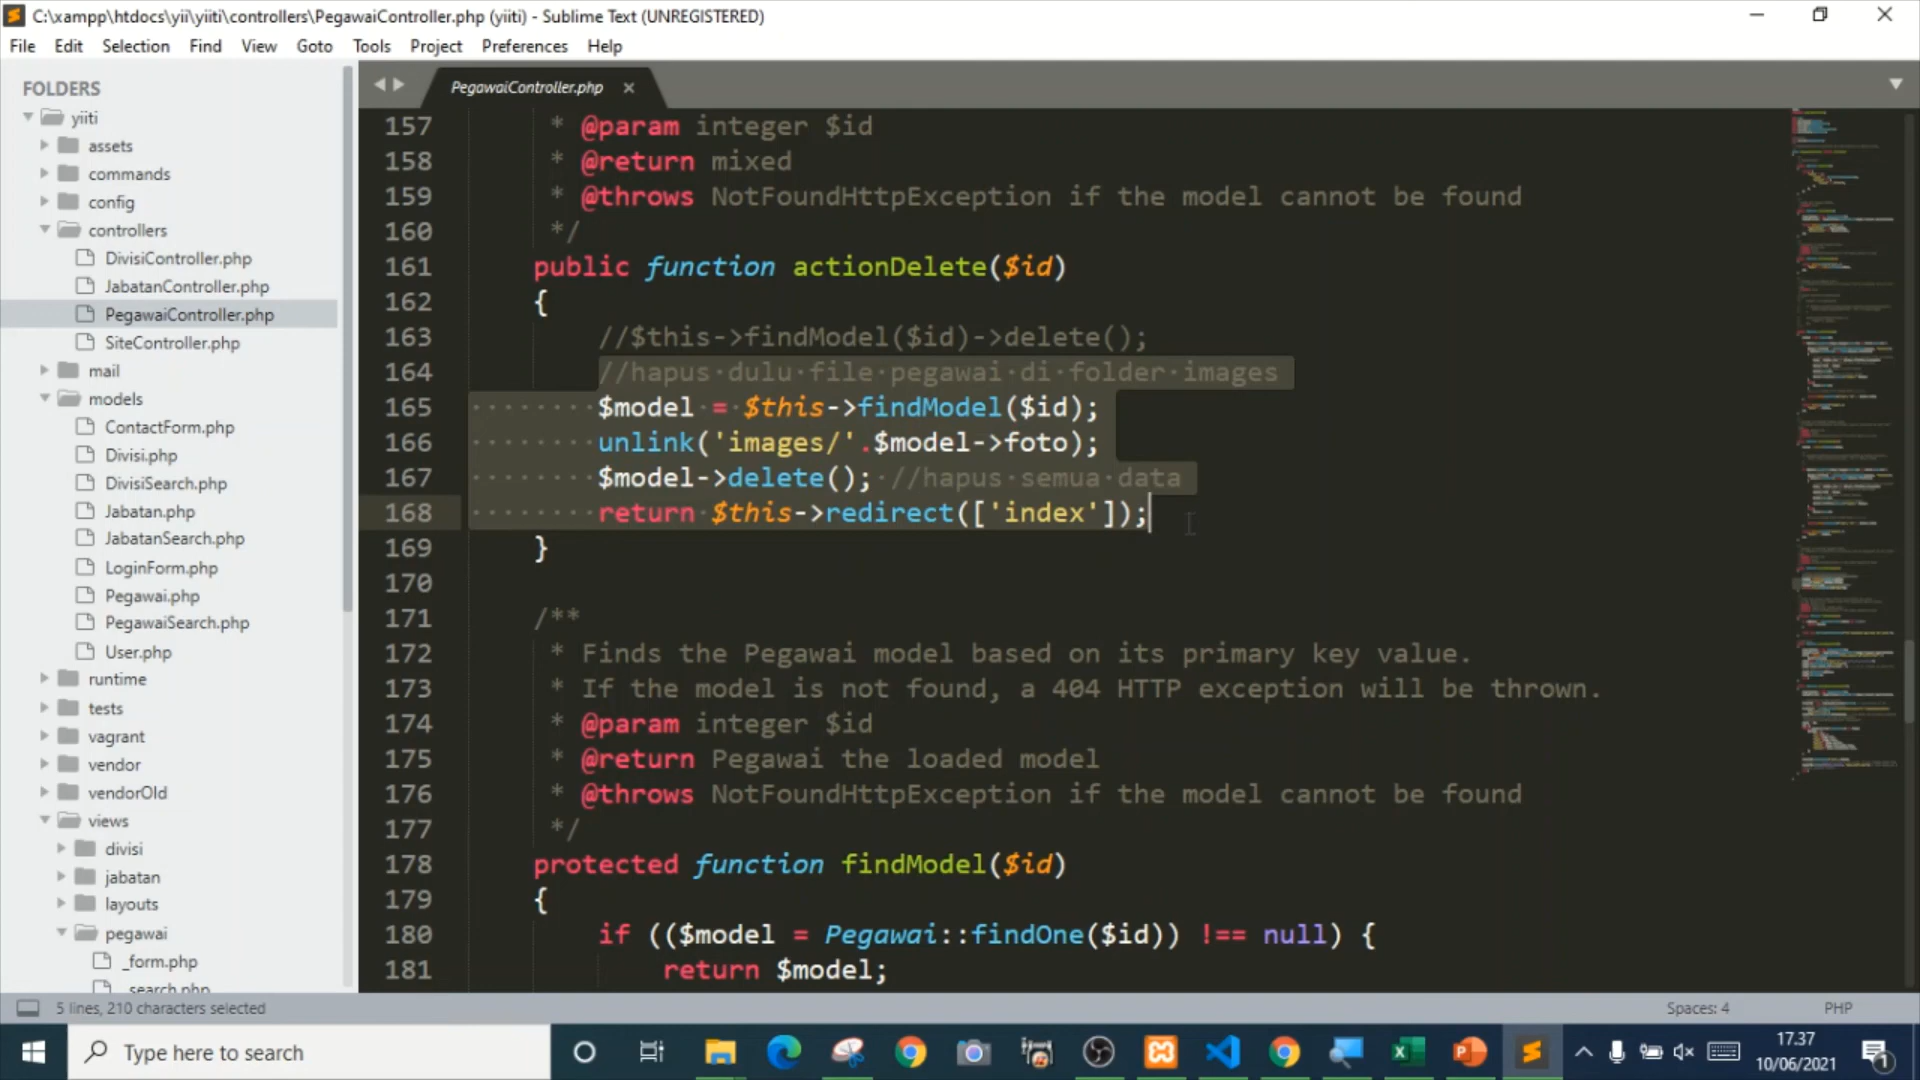 C:\xampp\htdocs\yii\yiiti\controllers\PegawaiController.php (yiiti) - Sublime Text (UNREGISTERED)
File Edit Selection Find View Goto Tools Project Preferences Help
FOLDERS
yiiti
assets
commands
config
controllers
DivisiController.php
JabatanController.php
PegawaiController.php
SiteController.php
mail
models
ContactForm.php
Divisi.php
DivisiSearch.php
Jabatan.php
JabatanSearch.php
LoginForm.php
Pegawai.php
PegawaiSearch.php
User.php
runtime
tests
vagrant
vendor
vendorOld
views
divisi
jabatan
layouts
pegawai
_form.php
_search.php
PegawaiController.php
157 * @param integer $id
158 * @return mixed
159 * @throws NotFoundHttpException if the model cannot be found
160 */
161 public function actionDelete($id)
162 {
163 //$this->findModel($id)->delete();
164 //hapus dulu file pegawai di folder images
165 $model = $this->findModel($id);
166 unlink('images/'.$model->foto);
167 $model->delete(); //hapus semua data
168 return $this->redirect(['index']);
169 }
170
171 /**
172 * Finds the Pegawai model based on its primary key value.
173 * If the model is not found, a 404 HTTP exception will be thrown.
174 * @param integer $id
175 * @return Pegawai the loaded model
176 * @throws NotFoundHttpException if the model cannot be found
177 */
178 protected function findModel($id)
179 {
180 if (($model = Pegawai::findOne($id)) !== null) {
181 return $model;
5 lines, 210 characters selected
Spaces: 4
PHP
Type here to search
17.37
10/06/2021
1